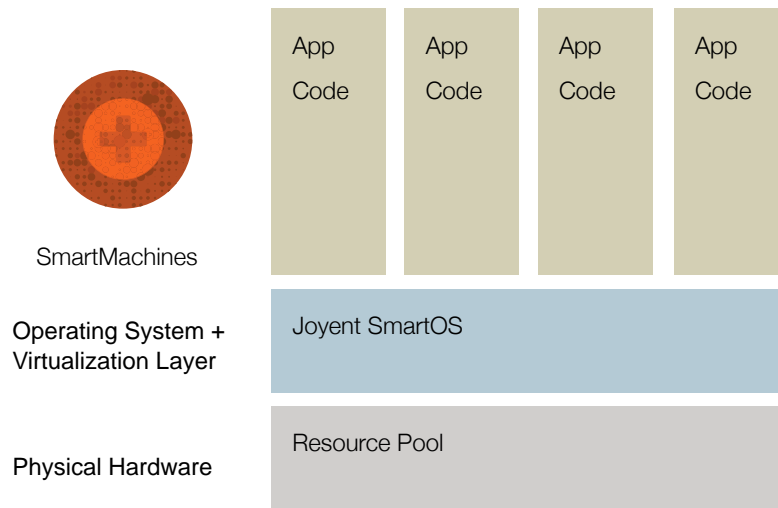 App App App App
Code Code Code Code
SmartMachines
Operating System +
Virtualization Layer
Joyent SmartOS
Physical Hardware
Resource Pool